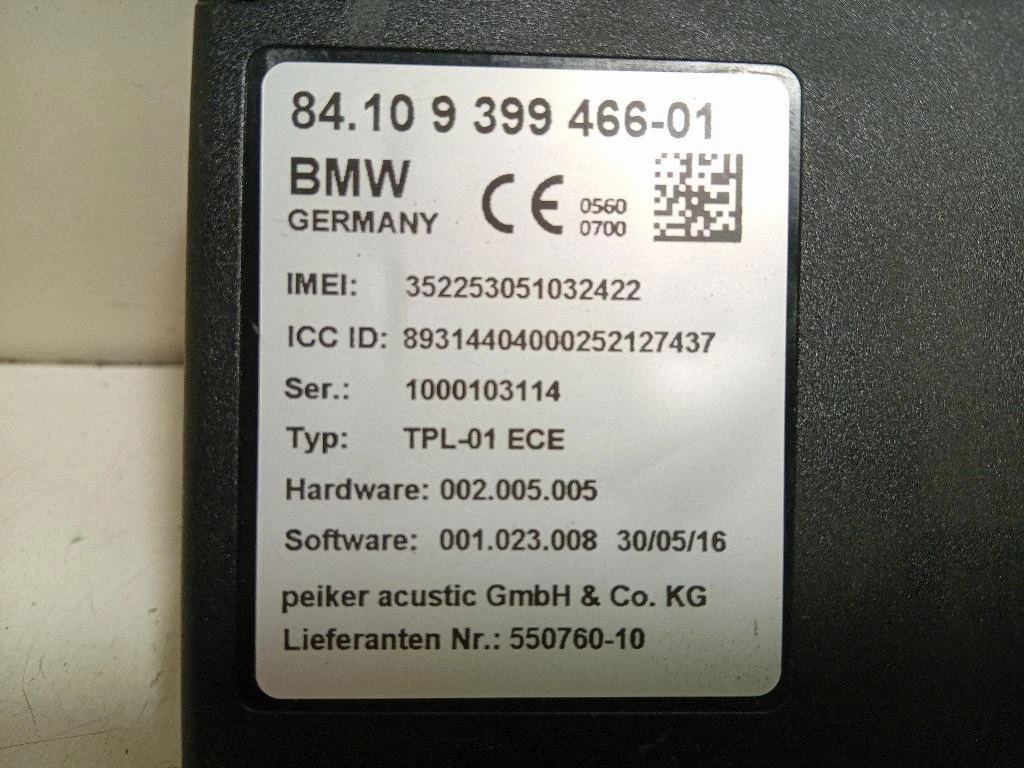 84.10 9 399 466-01
BMW
GERMANY
CE 0560
0700
IMEI: 352253051032422
ICC ID: 89314404000252127437
Ser.: 1000103114
Typ: TPL-01 ECE
Hardware: 002.005.005
Software: 001.023.008 30/05/16
peiker acustic GmbH & Co. KG
Lieferanten Nr.: 550760-10